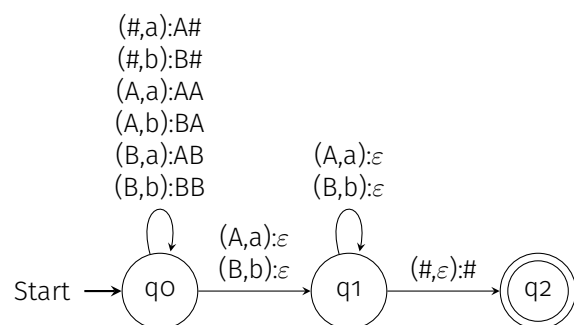 (#,a):A#
(#,b):B#
(A,a):AA
(A,b):BA
(B,a):AB
(B,b):BB
(A,a):ε
(B,b):ε
(A,a):ε
(B,b):ε
(#,ε):#
Start
q0
q1
q2